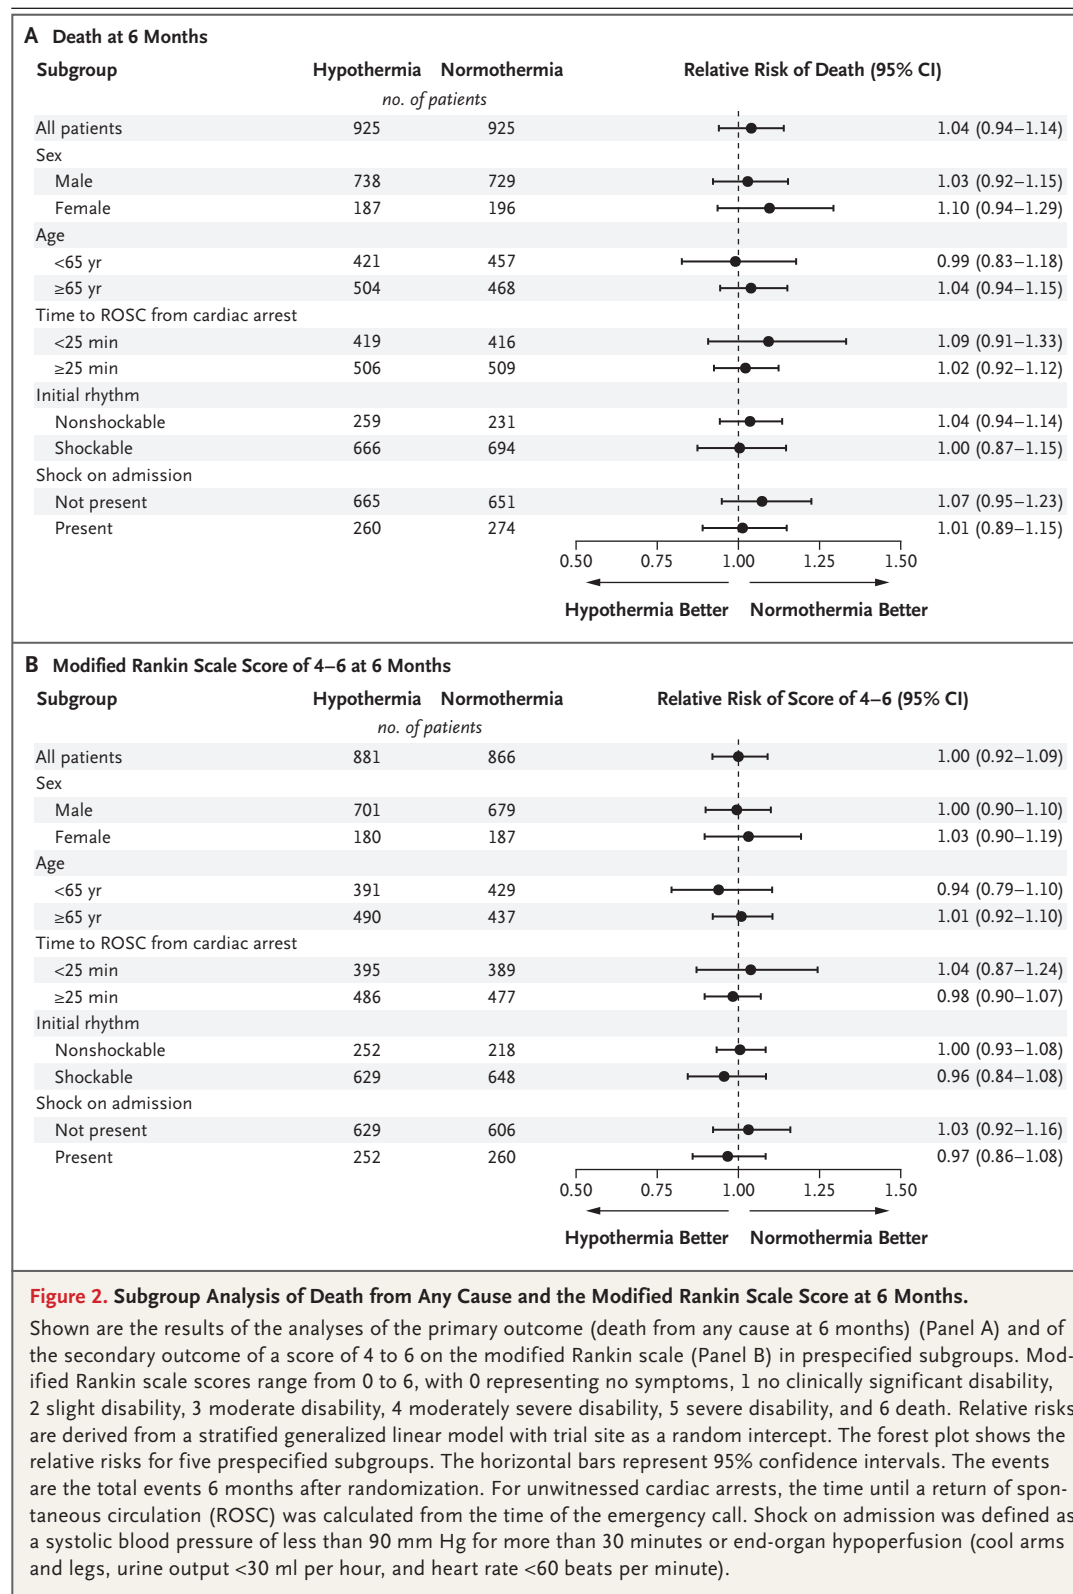 A Death at 6 Months
Subgroup Hypothermia Normothermia Relative Risk of Death (95% CI)
no. of patients
All patients 925 925 1.04 (0.94–1.14)
Sex
Male 738 729 1.03 (0.92–1.15)
Female 187 196 1.10 (0.94–1.29)
Age
<65 yr 421 457 0.99 (0.83–1.18)
≥65 yr 504 468 1.04 (0.94–1.15)
Time to ROSC from cardiac arrest
<25 min 419 416 1.09 (0.91–1.33)
≥25 min 506 509 1.02 (0.92–1.12)
Initial rhythm
Nonshockable 259 231 1.04 (0.94–1.14)
Shockable 666 694 1.00 (0.87–1.15)
Shock on admission
Not present 665 651 1.07 (0.95–1.23)
Present 260 274 1.01 (0.89–1.15)
0.50 0.75 1.00 1.25 1.50
Hypothermia Better Normothermia Better
B Modified Rankin Scale Score of 4–6 at 6 Months
Subgroup Hypothermia Normothermia Relative Risk of Score of 4–6 (95% CI)
no. of patients
All patients 881 866 1.00 (0.92–1.09)
Sex
Male 701 679 1.00 (0.90–1.10)
Female 180 187 1.03 (0.90–1.19)
Age
<65 yr 391 429 0.94 (0.79–1.10)
≥65 yr 490 437 1.01 (0.92–1.10)
Time to ROSC from cardiac arrest
<25 min 395 389 1.04 (0.87–1.24)
≥25 min 486 477 0.98 (0.90–1.07)
Initial rhythm
Nonshockable 252 218 1.00 (0.93–1.08)
Shockable 629 648 0.96 (0.84–1.08)
Shock on admission
Not present 629 606 1.03 (0.92–1.16)
Present 252 260 0.97 (0.86–1.08)
0.50 0.75 1.00 1.25 1.50
Hypothermia Better Normothermia Better
Figure 2. Subgroup Analysis of Death from Any Cause and the Modified Rankin Scale Score at 6 Months.
Shown are the results of the analyses of the primary outcome (death from any cause at 6 months) (Panel A) and of
the secondary outcome of a score of 4 to 6 on the modified Rankin scale (Panel B) in prespecified subgroups. Mod-
ified Rankin scale scores range from 0 to 6, with 0 representing no symptoms, 1 no clinically significant disability,
2 slight disability, 3 moderate disability, 4 moderately severe disability, 5 severe disability, and 6 death. Relative risks
are derived from a stratified generalized linear model with trial site as a random intercept. The forest plot shows the
relative risks for five prespecified subgroups. The horizontal bars represent 95% confidence intervals. The events
are the total events 6 months after randomization. For unwitnessed cardiac arrests, the time until a return of spon-
taneous circulation (ROSC) was calculated from the time of the emergency call. Shock on admission was defined as
a systolic blood pressure of less than 90 mm Hg for more than 30 minutes or end-organ hypoperfusion (cool arms
and legs, urine output <30 ml per hour, and heart rate <60 beats per minute).